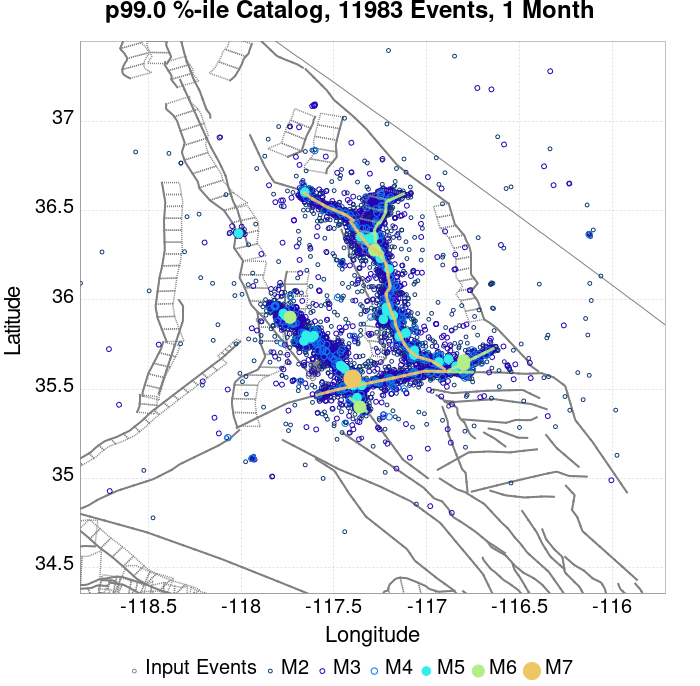 p99.0 %-ile Catalog, 11983 Events, 1 Month
37
36.5
36
35.5
35
34.5
Latitude
-118.5 -118 -117.5 -117 -116.5 -116
Longitude
Input Events M2 M3 M4 M5 M6 M7